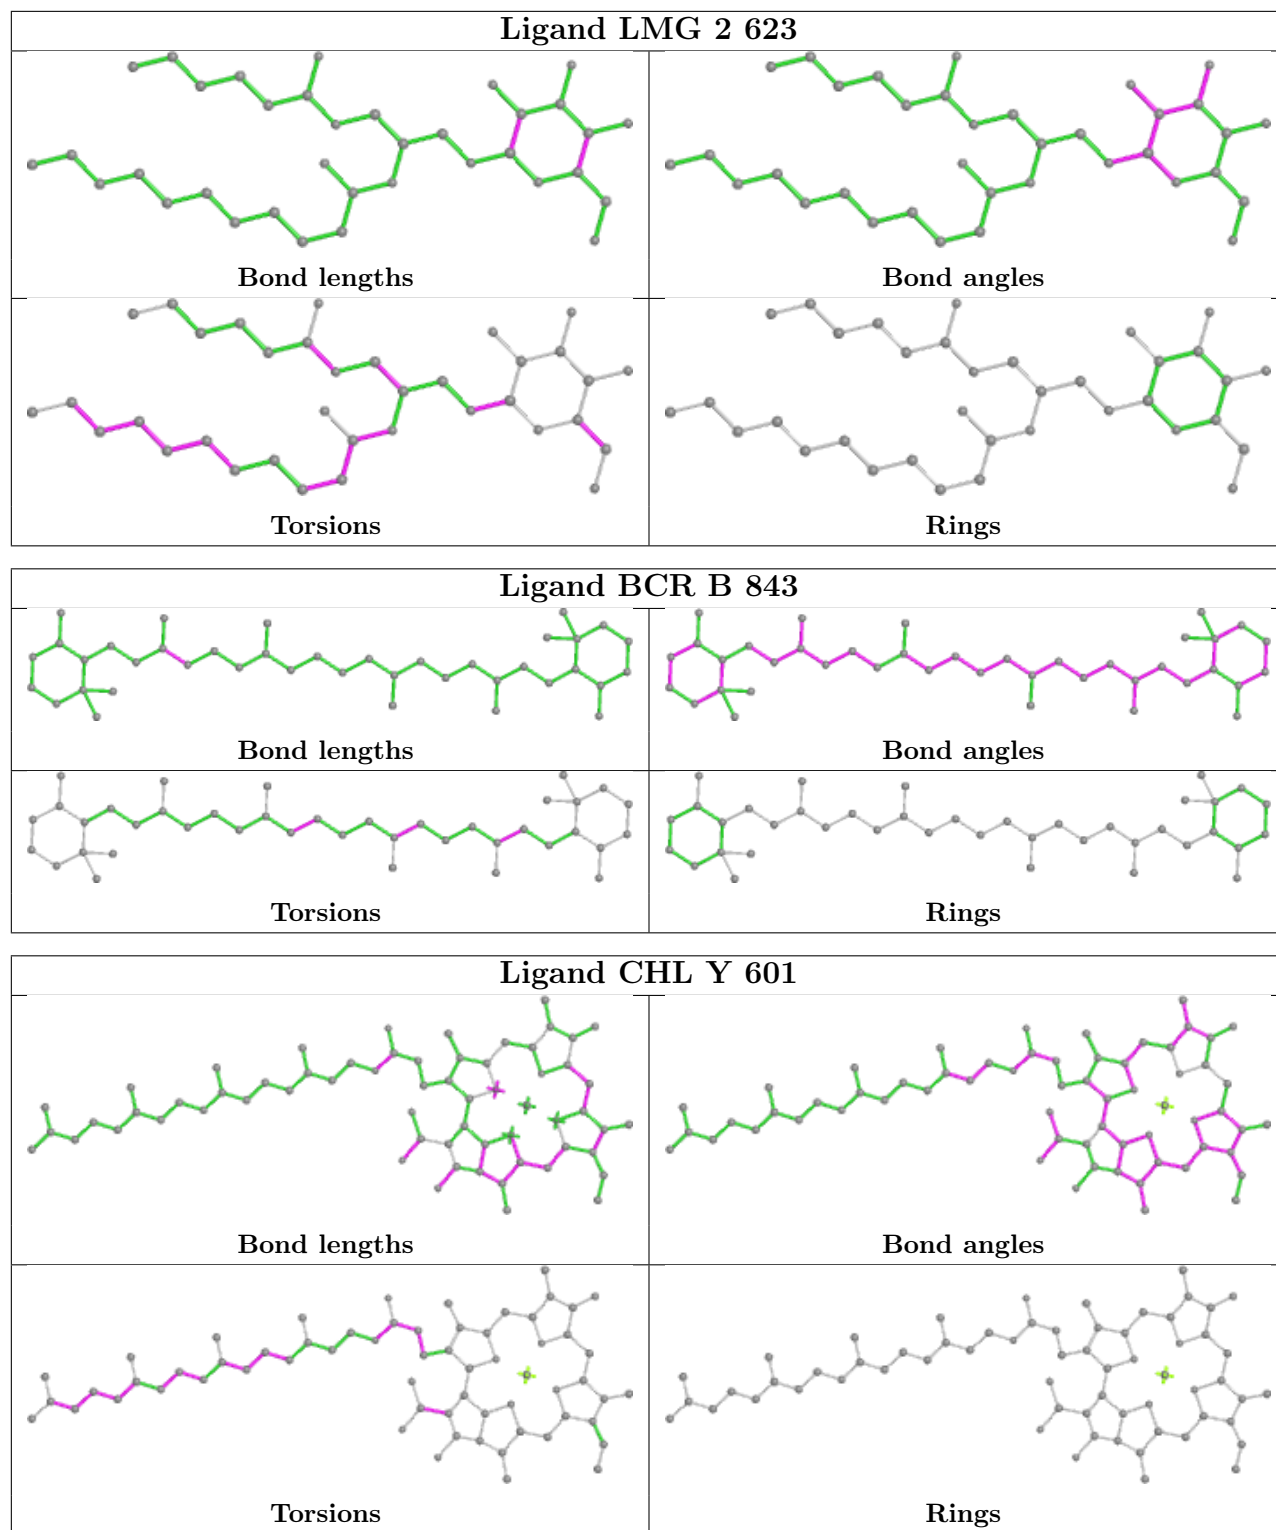 Ligand LMG 2 623
Bond lengths
Bond angles
Torsions
Rings
Ligand BCR B 843
Bond lengths
Bond angles
Torsions
Rings
Ligand CHL Y 601
Bond lengths
Bond angles
Torsions
Rings